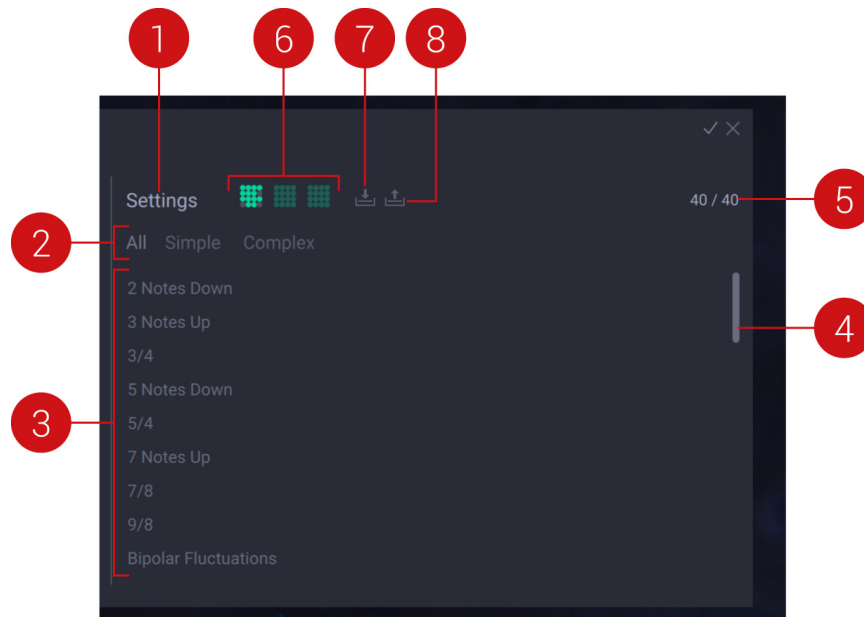 1 6 7 8
Settings 40 / 40 5
2 All Simple Complex
2 Notes Down
3 Notes Up
3/4 4
5 Notes Down
3 5/4
7 Notes Up
7/8
9/8
Bipolar Fluctuations